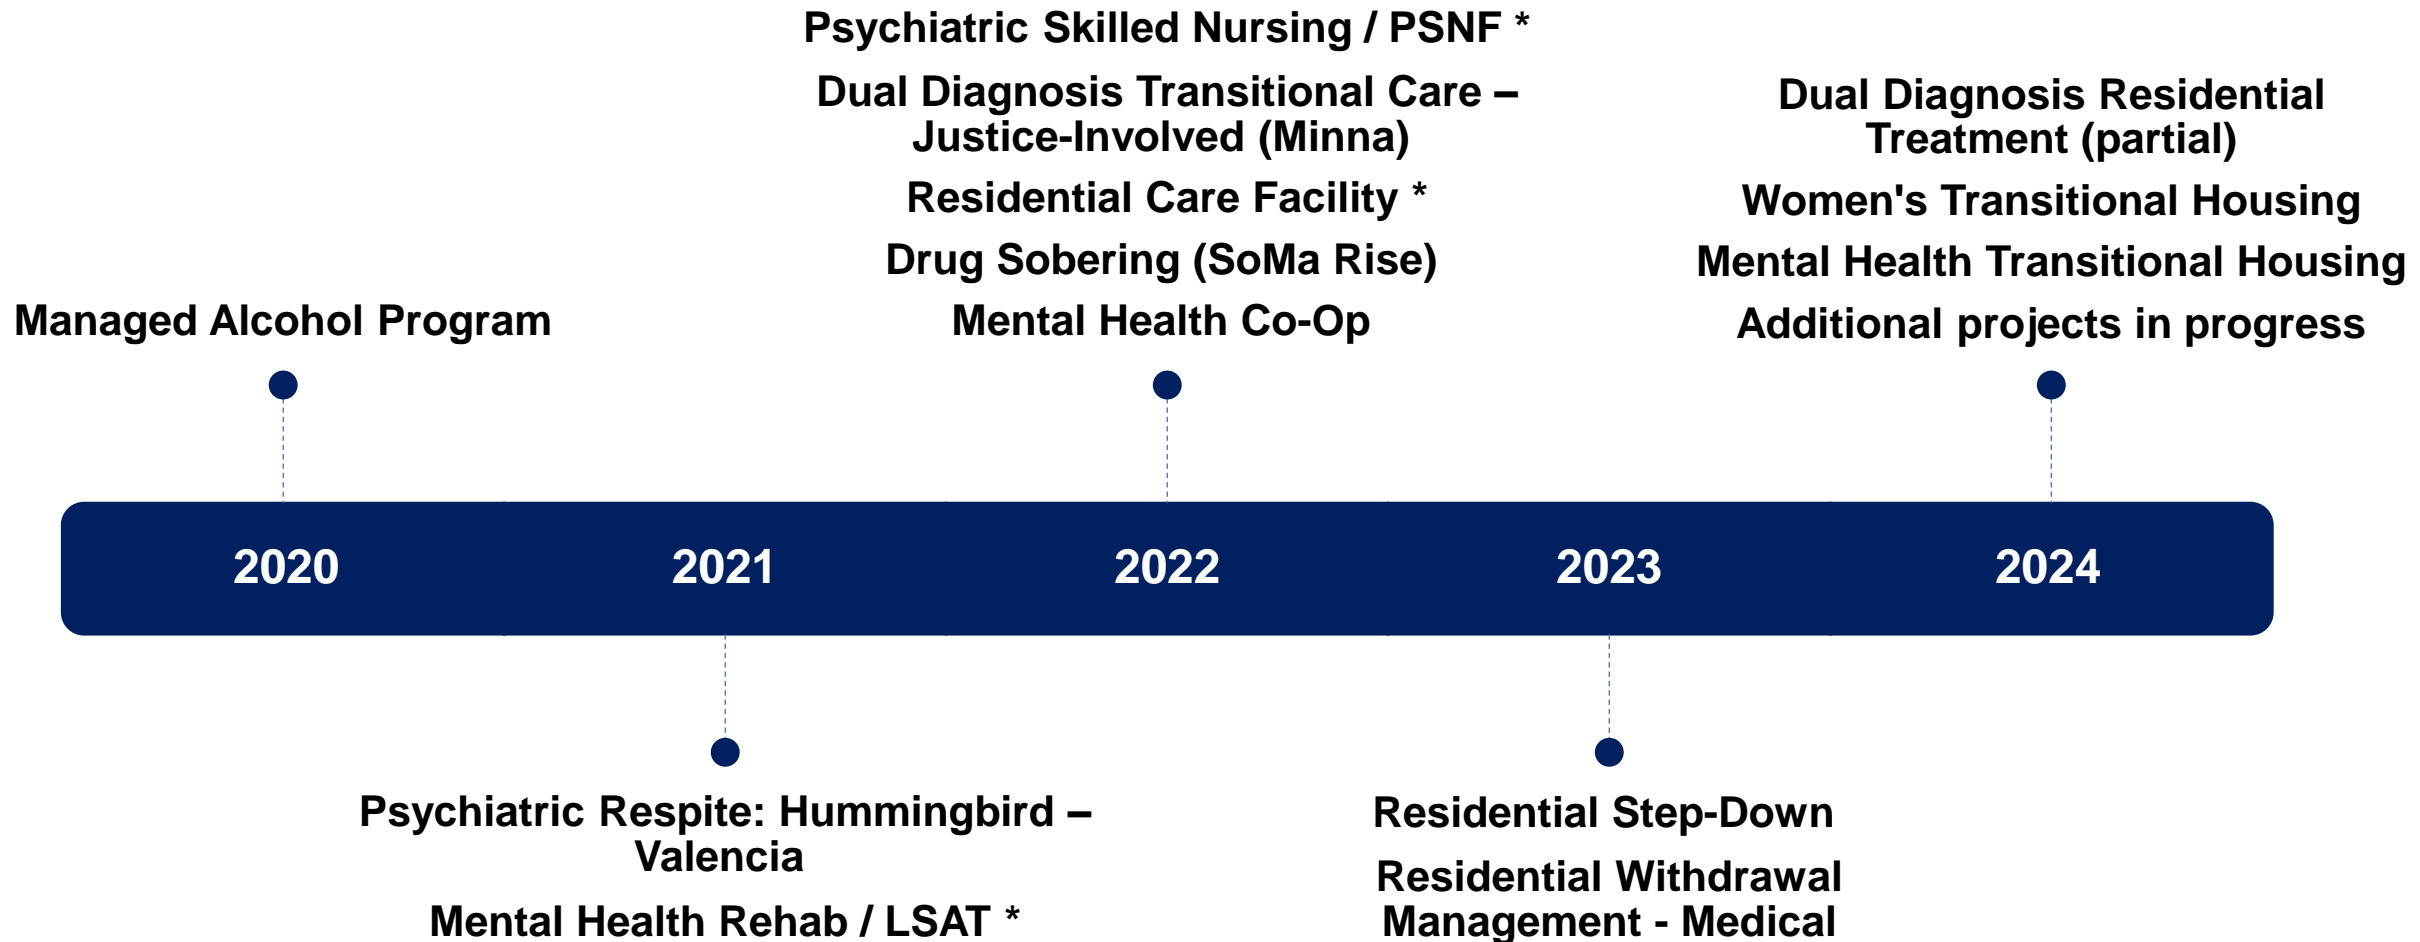 Psychiatric Skilled Nursing / PSNF *
Dual Diagnosis Transitional Care –
Justice-Involved (Minna)
Residential Care Facility *
Drug Sobering (SoMa Rise)
Mental Health Co-Op
Dual Diagnosis Residential
Treatment (partial)
Women's Transitional Housing
Mental Health Transitional Housing
Additional projects in progress
Managed Alcohol Program
2020
2021
2022
2023
2024
Psychiatric Respite: Hummingbird –
Valencia
Mental Health Rehab / LSAT *
Residential Step-Down
Residential Withdrawal
Management - Medical